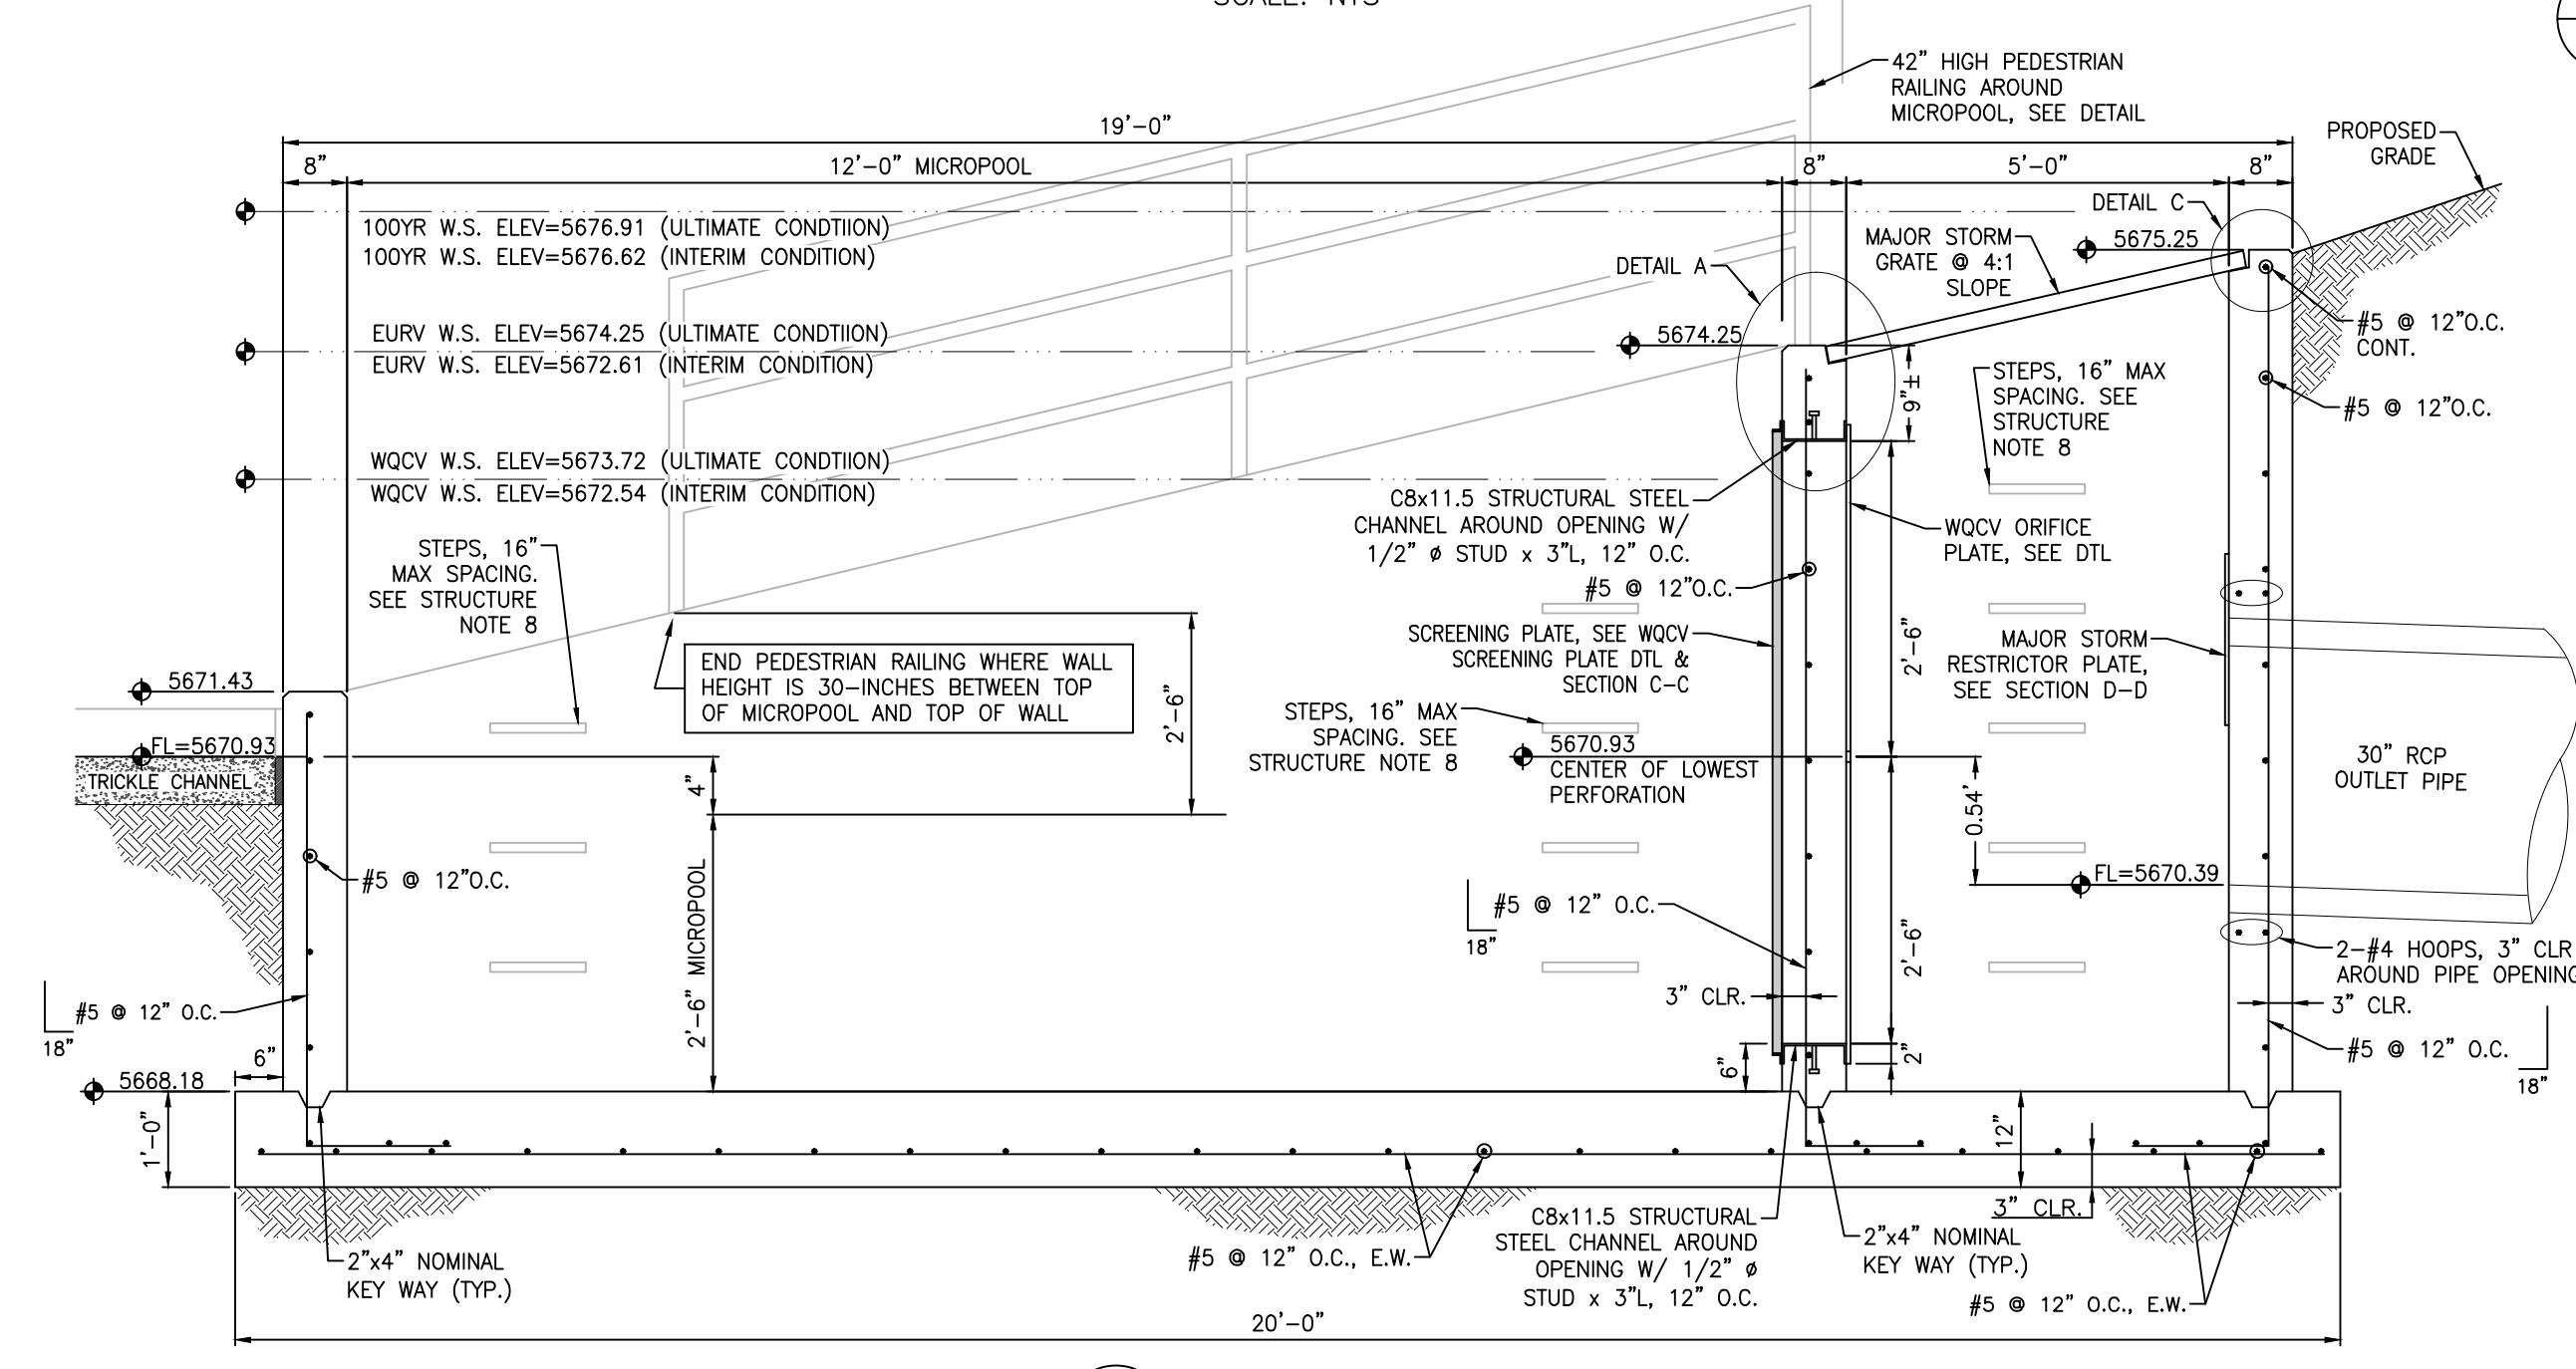 SCALE: NTS
42" HIGH PEDESTRIAN
RAILING AROUND
MICROPOOL, SEE DETAIL
19'-0"
PROPOSED
GRADE
8"
12'-0" MICROPOOL
8"
5'-0"
8"
DETAIL C
100YR W.S. ELEV=5676.91 (ULTIMATE CONDTIION)
100YR W.S. ELEV=5676.62 (INTERIM CONDITION)
MAJOR STORM
GRATE @ 4:1
SLOPE
5675.25
DETAIL A
EURV W.S. ELEV=5674.25 (ULTIMATE CONDTIION)
EURV W.S. ELEV=5672.61 (INTERIM CONDITION)
5674.25
#5 @ 12"O.C.
CONT.
9"±
STEPS, 16" MAX
SPACING. SEE
STRUCTURE
NOTE 8
#5 @ 12"O.C.
WQCV W.S. ELEV=5673.72 (ULTIMATE CONDTIION)
WQCV W.S. ELEV=5672.54 (INTERIM CONDITION)
C8x11.5 STRUCTURAL STEEL
CHANNEL AROUND OPENING W/
1/2" ø STUD x 3"L, 12" O.C.
WQCV ORIFICE
PLATE, SEE DTL
STEPS, 16"
MAX SPACING.
SEE STRUCTURE
NOTE 8
#5 @ 12"O.C.
SCREENING PLATE, SEE WQCV
SCREENING PLATE DTL &
SECTION C-C
2'-6"
MAJOR STORM
RESTRICTOR PLATE,
SEE SECTION D-D
END PEDESTRIAN RAILING WHERE WALL
HEIGHT IS 30-INCHES BETWEEN TOP
OF MICROPOOL AND TOP OF WALL
2'-6"
5671.43
STEPS, 16" MAX
SPACING. SEE
STRUCTURE NOTE 8
FL=5670.93
TRICKLE CHANNEL
4"
5670.93
CENTER OF LOWEST
PERFORATION
0.54'
30" RCP
OUTLET PIPE
#5 @ 12"O.C.
FL=5670.39
2'-6" MICROPOOL
#5 @ 12" O.C.
18"
2'-6"
2-#4 HOOPS, 3" CLR
AROUND PIPE OPENING
3" CLR.
3" CLR.
#5 @ 12" O.C.
18"
6"
6"
2"
#5 @ 12" O.C.
18"
5668.18
1'-0"
12"
3" CLR.
2"x4" NOMINAL
KEY WAY (TYP.)
#5 @ 12" O.C., E.W.
C8x11.5 STRUCTURAL
STEEL CHANNEL AROUND
OPENING W/ 1/2" ø
STUD x 3"L, 12" O.C.
2"x4" NOMINAL
KEY WAY (TYP.)
#5 @ 12" O.C., E.W.
20'-0"